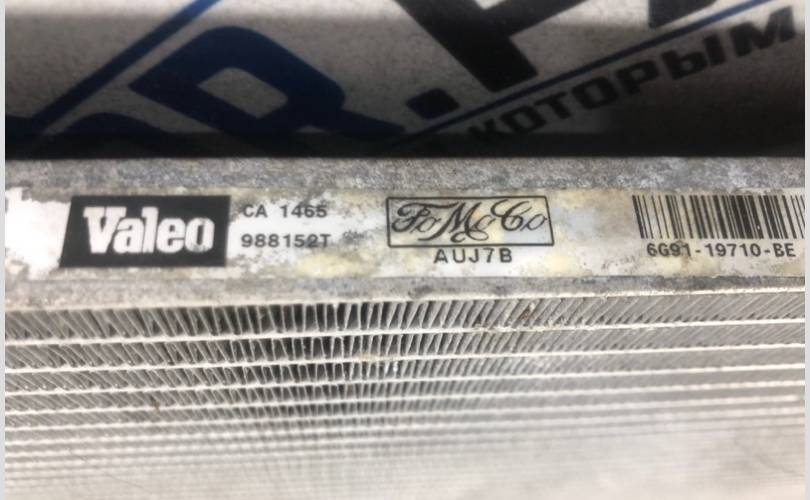 КОТОРЫМ
Valeo
CA 1465
988152T
FoMoCo
AUJ7B
6G91-19710-BE